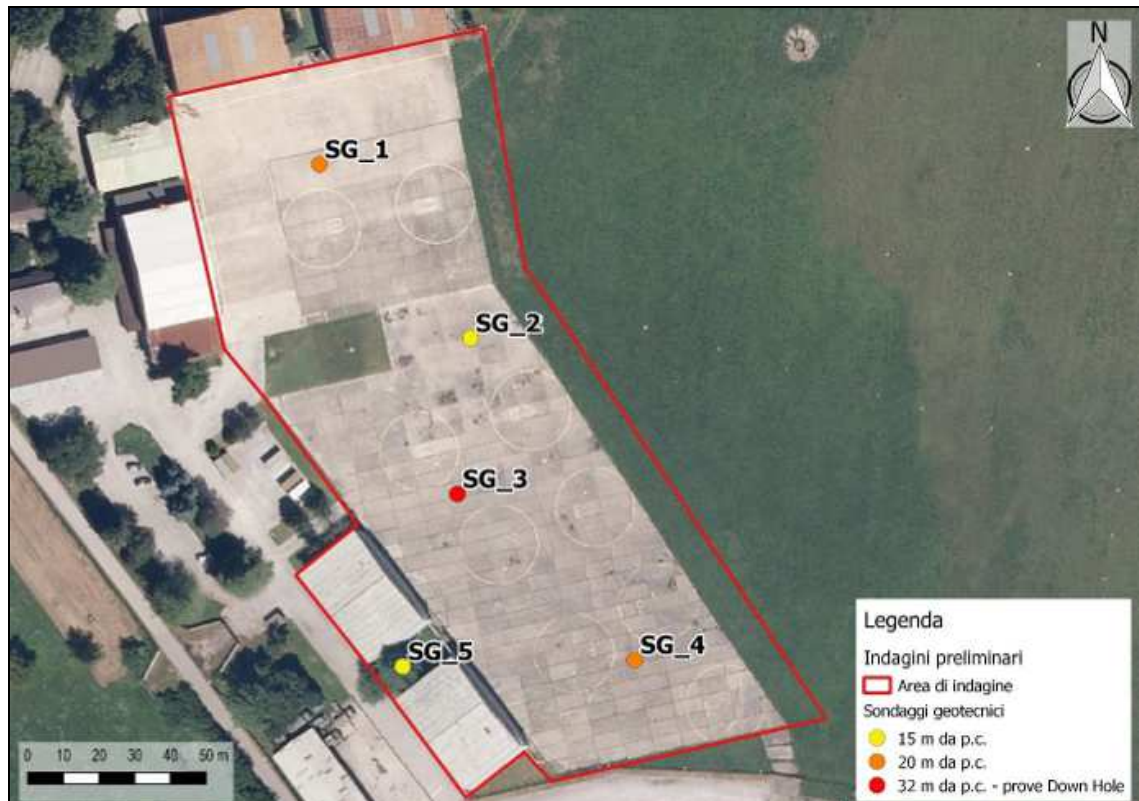 N
SG_1
SG_2
SG_3
SG_4
SG_5
Legenda
Indagini preliminari
Area di indagine
Sondaggi geotecnici
15 m da p.c.
20 m da p.c.
32 m da p.c. - prove Down Hole
0 10 20 30 40 50 m